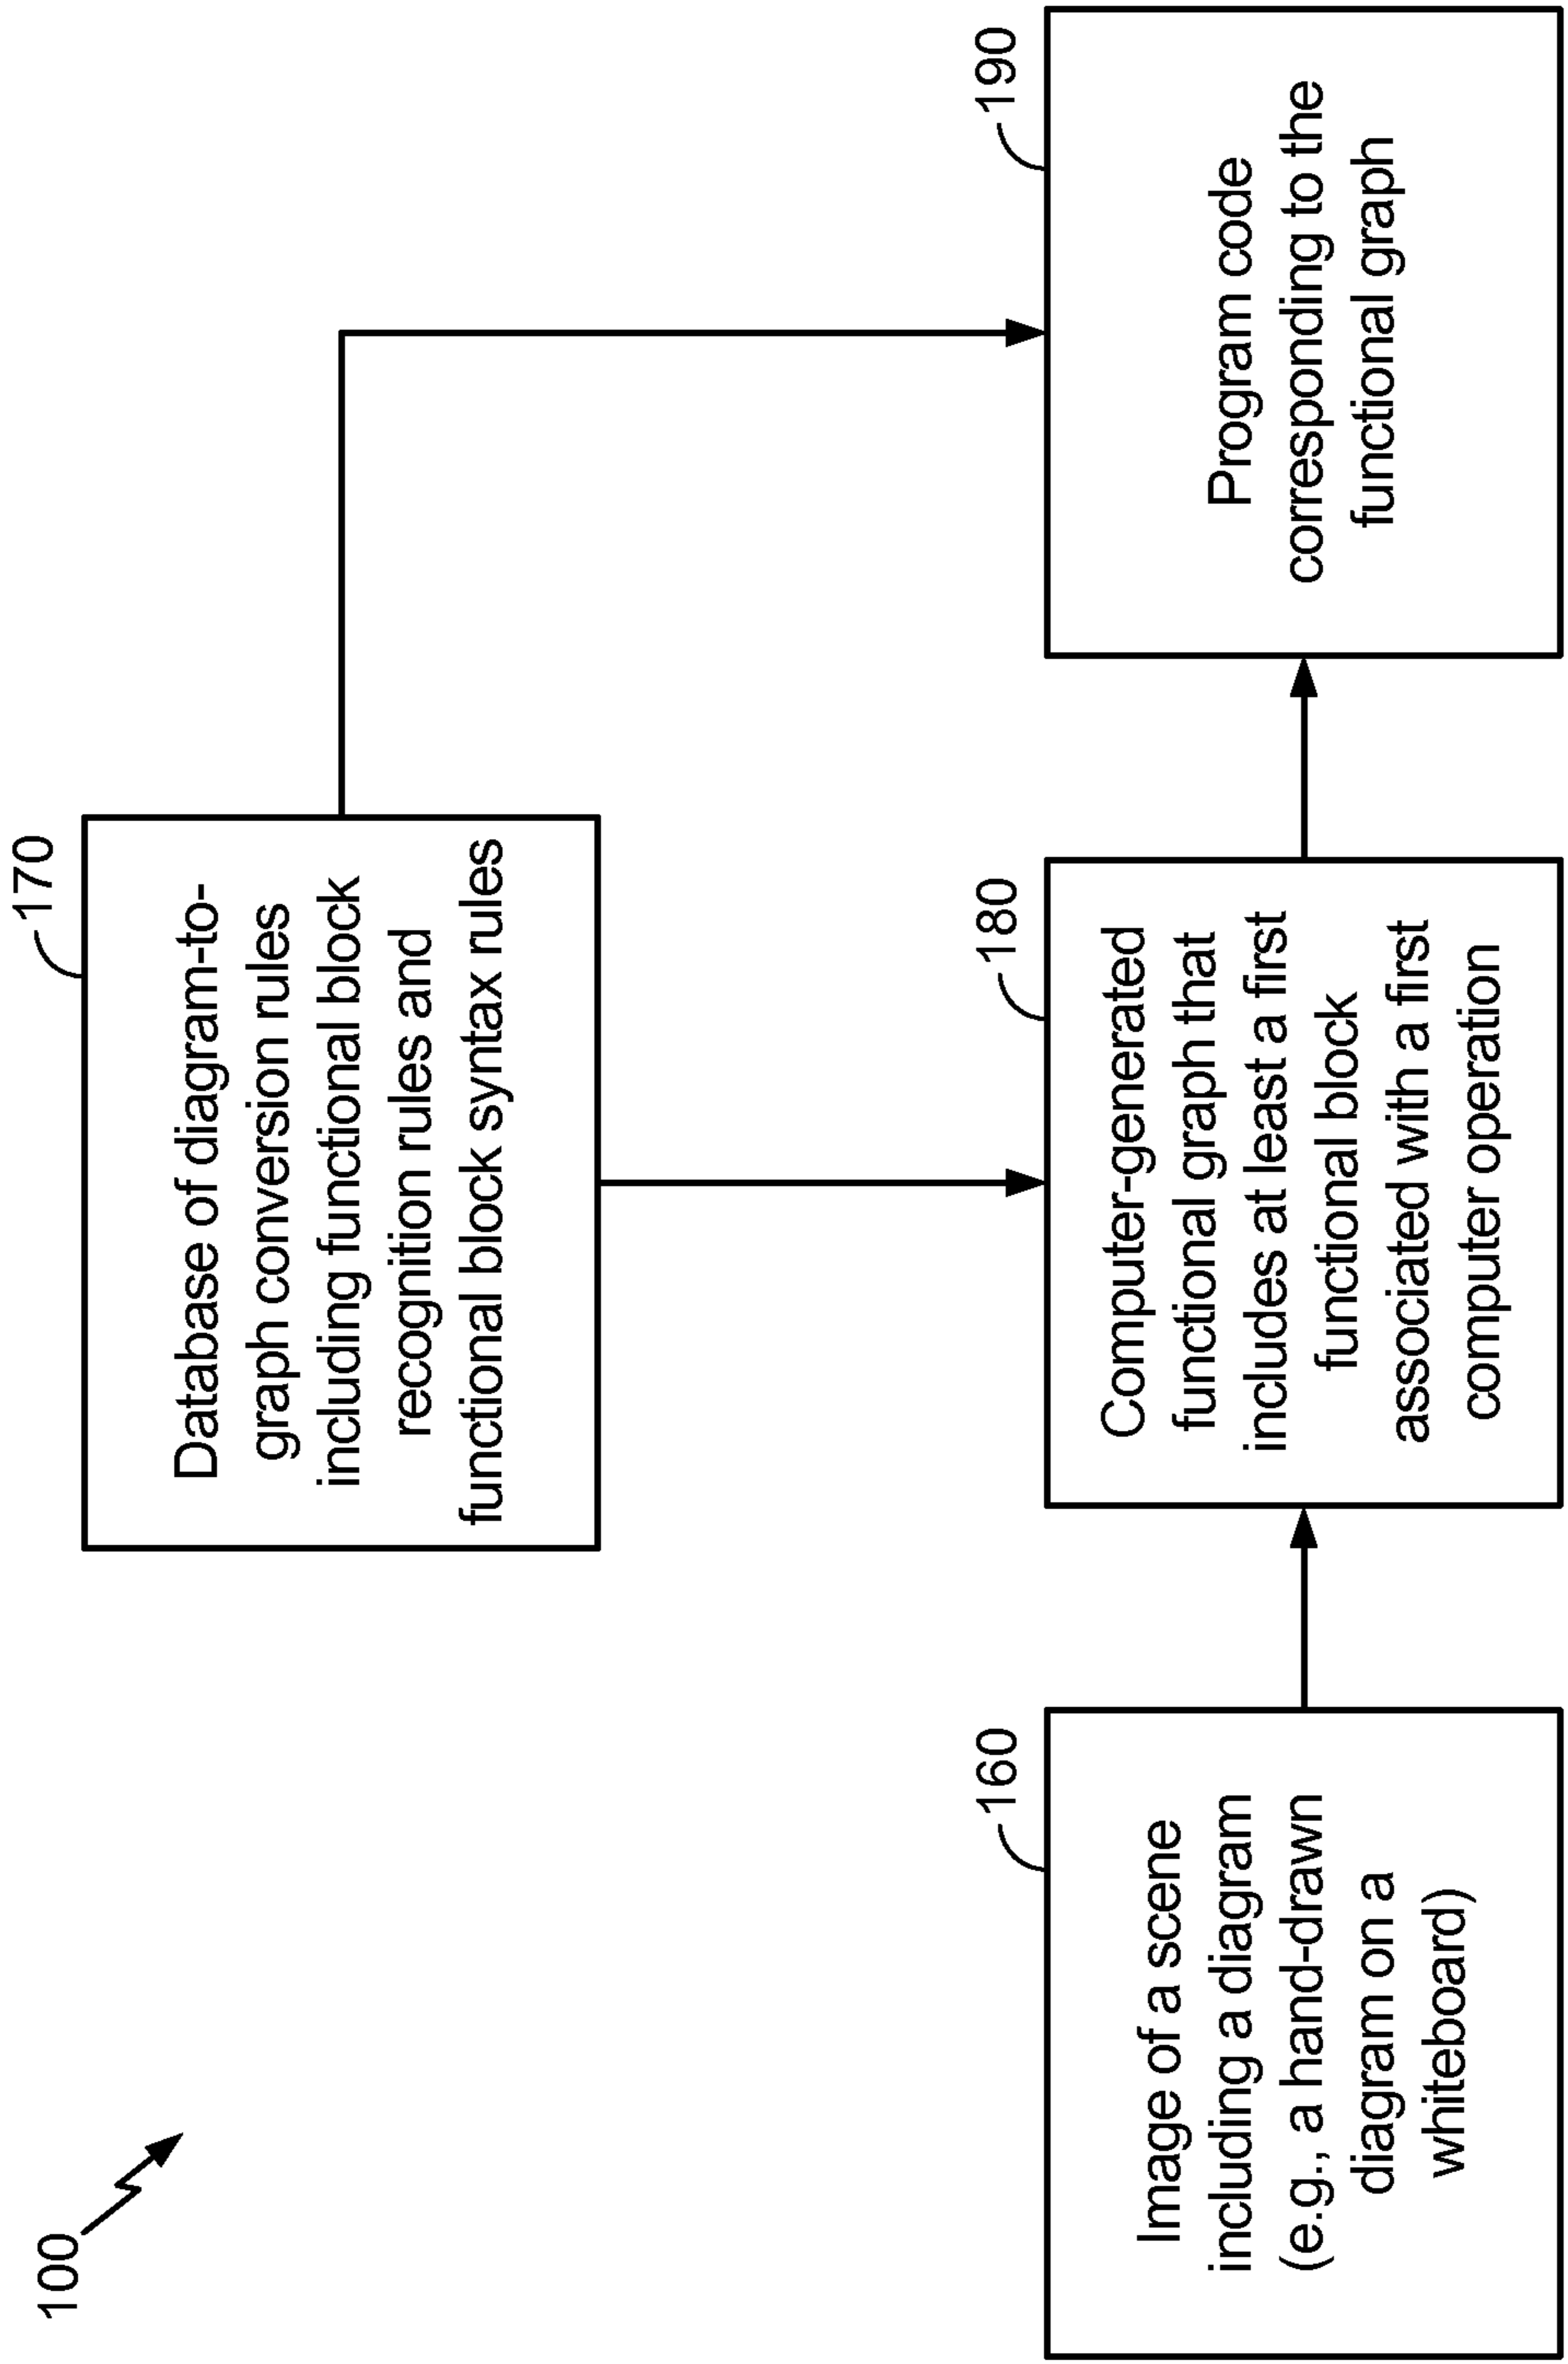 100
170
Database of diagram-to-
graph conversion rules
including functional block
recognition rules and
functional block syntax rules
160
Image of a scene
including a diagram
(e.g., a hand-drawn
diagram on a
whiteboard)
180
Computer-generated
functional graph that
includes at least a first
functional block
associated with a first
computer operation
190
Program code
corresponding to the
functional graph